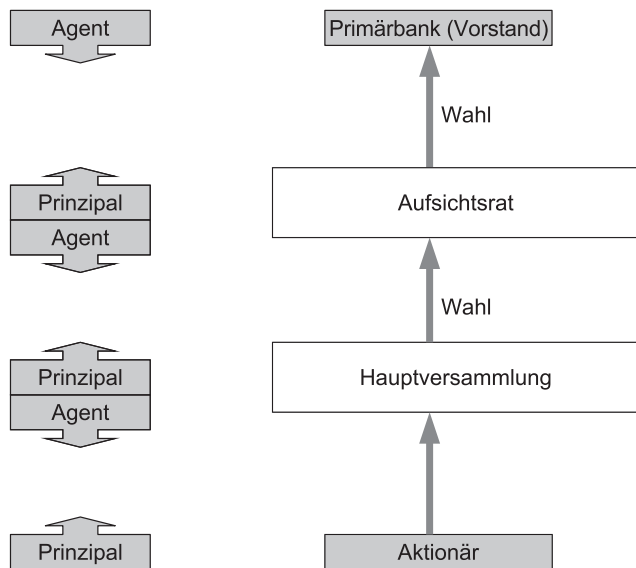 Agent
Primärbank (Vorstand)
Wahl
Prinzipal
Agent
Aufsichtsrat
Wahl
Prinzipal
Agent
Hauptversammlung
Prinzipal
Aktionär